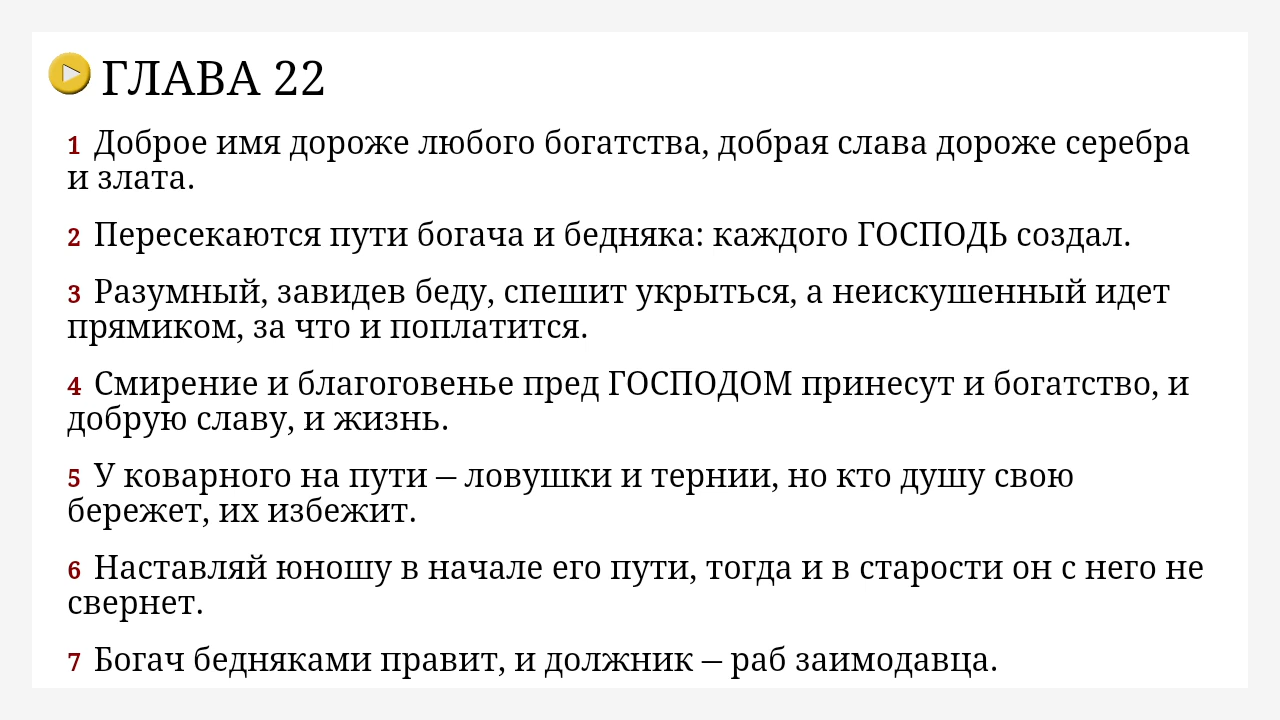 ГЛАВА 22
1 Доброе имя дороже любого богатства, добрая слава дороже серебра
и злата.
2 Пересекаются пути богача и бедняка: каждого ГОСПОДЬ создал.
3 Разумный, завидев беду, спешит укрыться, а неискушенный идет
прямиком, за что и поплатится.
4 Смирение и благоговенье пред ГОСПОДОМ принесут и богатство, и
добрую славу, и жизнь.
5 У коварного на пути – ловушки и тернии, но кто душу свою
бережет, их избежит.
6 Наставляй юношу в начале его пути, тогда и в старости он с него не
свернет.
7 Богач бедняками правит, и должник – раб заимодавца.